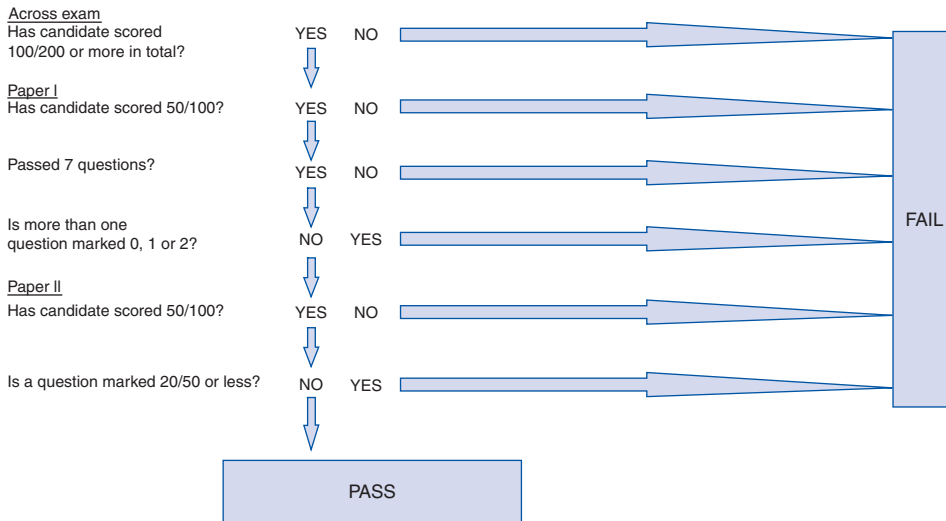 Across exam
Has candidate scored
100/200 or more in total?
YES NO
Paper I
Has candidate scored 50/100?
YES NO
Passed 7 questions?
YES NO
Is more than one
question marked 0, 1 or 2?
NO YES
Paper II
Has candidate scored 50/100?
YES NO
Is a question marked 20/50 or less?
NO YES
FAIL
PASS